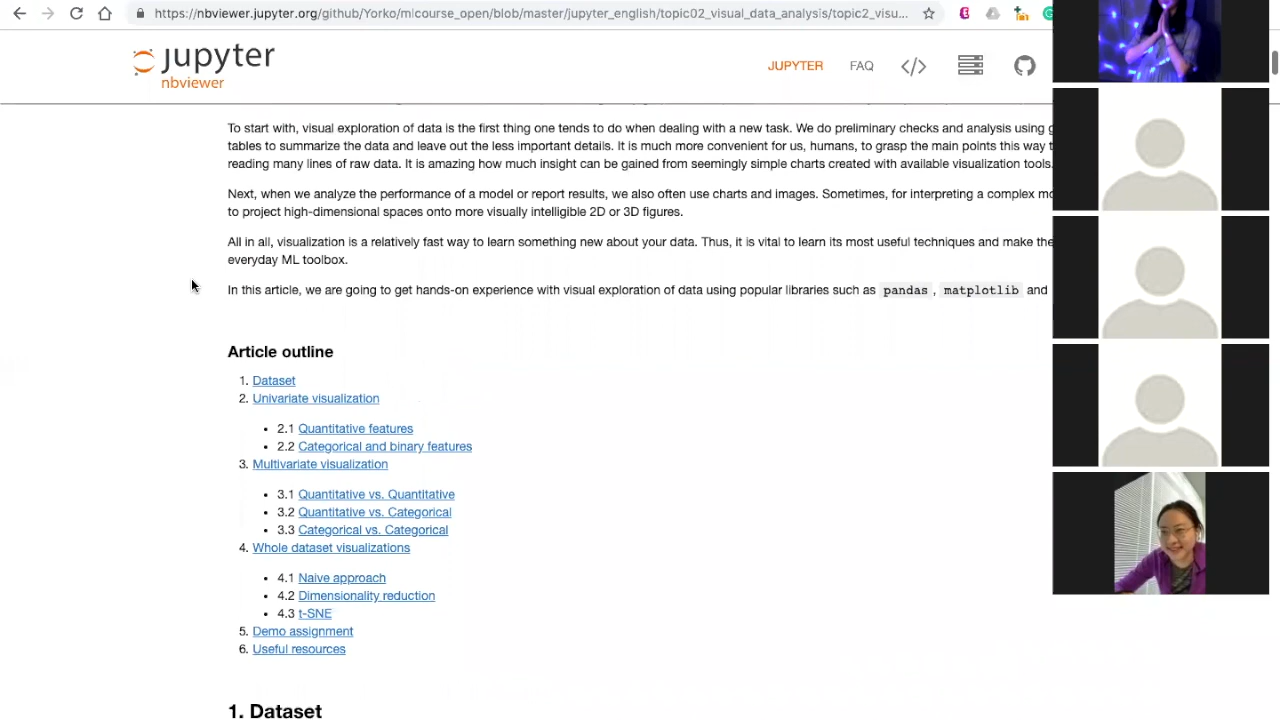 https://nbviewer.jupyter.org/github/Yorko/mlcourse_open/blob/master/jupyter_english/topic02_visual_data_analysis/topic2_visu...
jupyter
nbviewer
JUPYTER
FAQ
</>
To start with, visual exploration of data is the first thing one tends to do when dealing with a new task. We do preliminary checks and analysis using g
tables to summarize the data and leave out the less important details. It is much more convenient for us, humans, to grasp the main points this way t
reading many lines of raw data. It is amazing how much insight can be gained from seemingly simple charts created with available visualization tools.
Next, when we analyze the performance of a model or report results, we also often use charts and images. Sometimes, for interpreting a complex mo
to project high-dimensional spaces onto more visually intelligible 2D or 3D figures.
All in all, visualization is a relatively fast way to learn something new about your data. Thus, it is vital to learn its most useful techniques and make the
everyday ML toolbox.
In this article, we are going to get hands-on experience with visual exploration of data using popular libraries such as pandas , matplotlib and
Article outline
1. Dataset
2. Univariate visualization
• 2.1 Quantitative features
• 2.2 Categorical and binary features
3. Multivariate visualization
• 3.1 Quantitative vs. Quantitative
• 3.2 Quantitative vs. Categorical
• 3.3 Categorical vs. Categorical
4. Whole dataset visualizations
• 4.1 Naive approach
• 4.2 Dimensionality reduction
• 4.3 t-SNE
5. Demo assignment
6. Useful resources
1. Dataset